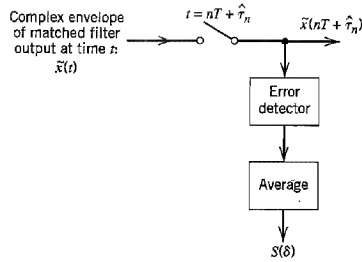 Complex envelope
of matched filter
output at time t:
x̃(t)
t = nT + τ̂ₙ
x̃(nT + τ̂ₙ)
Error
detector
Average
S(δ)